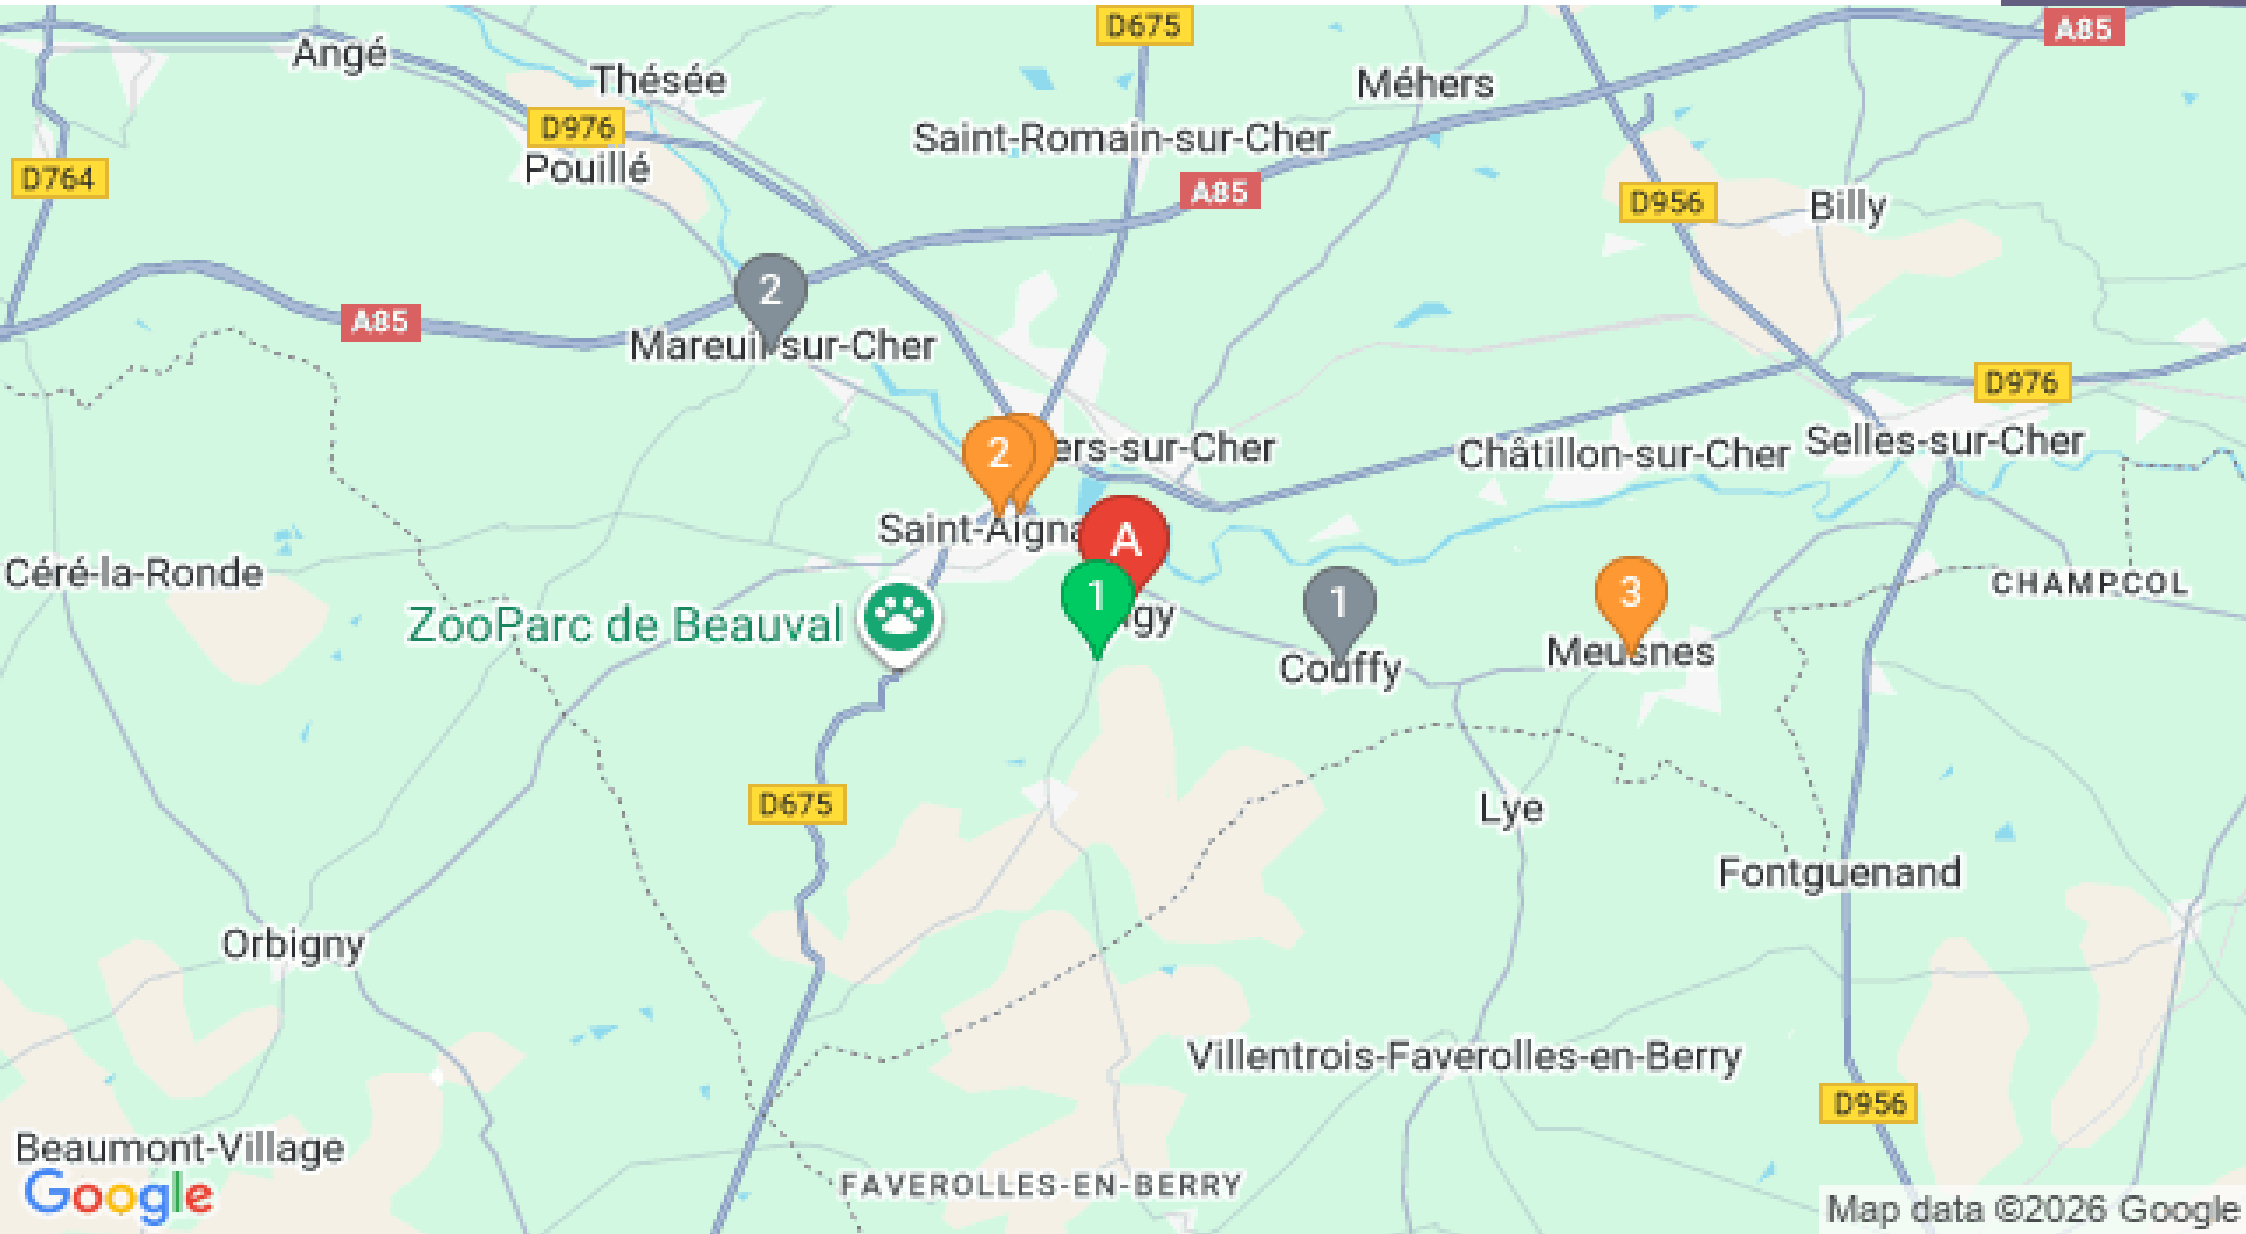 D675
A85
Angé
Thésée
Méhers
D976
Saint-Romain-sur-Cher
Pouillé
D764
A85
D956
Billy
2
A85
Mareuil-sur-Cher
D976
2
ers-sur-Cher
Châtillon-sur-Cher
Selles-sur-Cher
Saint-Aigna
A
Céré-la-Ronde
CHAMPCOL
1
1
3
ZooParc de Beauval
gy
Couffy
Meusnes
D675
Lye
Fontguenand
Orbigny
Villentrois-Faverolles-en-Berry
D956
Beaumont-Village
FAVEROLLES-EN-BERRY
Google
Map data ©2026 Google